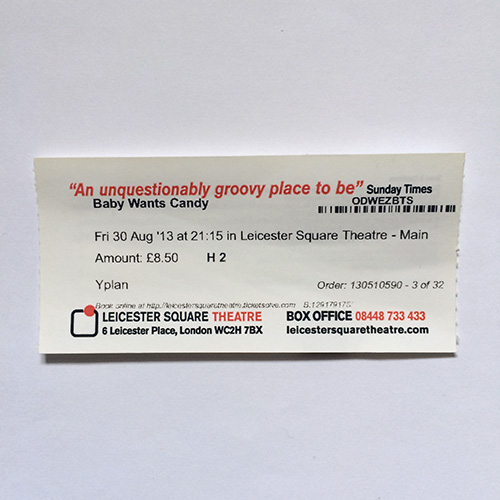 "An unquestionably groovy place to be" Sunday Times
Baby Wants Candy ODWEZBTS
Fri 30 Aug '13 at 21:15 in Leicester Square Theatre - Main
Amount: £8.50 H 2
Yplan Order: 130510590 - 3 of 32
Book online at http://leicestersquaretheatre.ticketsolve.com
LEICESTER SQUARE THEATRE BOX OFFICE 08448 733 433
6 Leicester Place, London WC2H 7BX leicestersquaretheatre.com